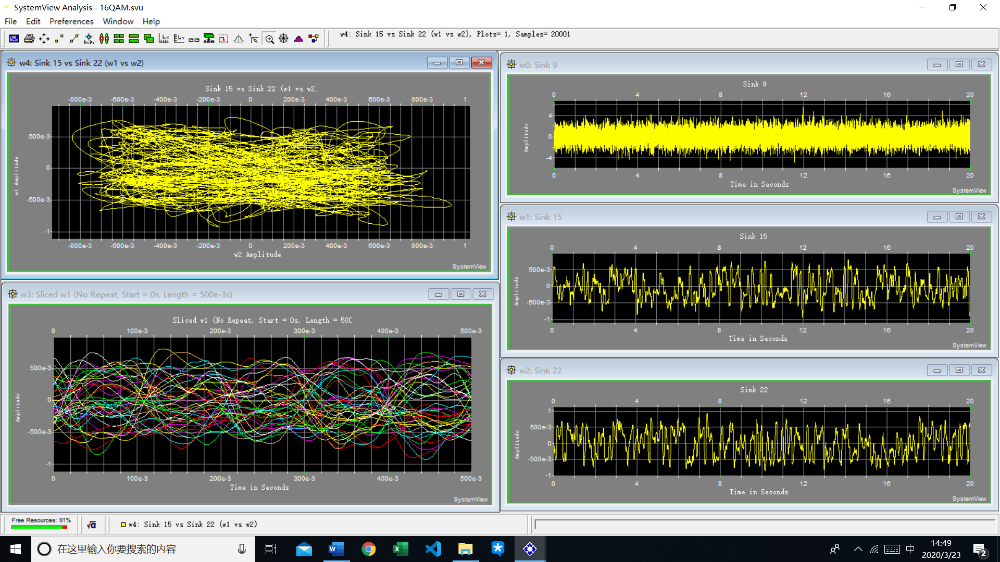 SystemView Analysis - 16QAM.svu
File Edit Preferences Window Help
w4: Sink 15 vs Sink 22 (w1 vs w2), Plots= 1, Samples= 20001
w4: Sink 15 vs Sink 22 (w1 vs w2)
Sink 15 vs Sink 22 (w1 vs w2)
-800e-3 -600e-3 -400e-3 -200e-3 0 200e-3 400e-3 600e-3 800e-3 1
w1 Amplitude
500e-3
0
-500e-3
-1
-800e-3 -600e-3 -400e-3 -200e-3 0 200e-3 400e-3 600e-3 800e-3 1
w2 Amplitude
SystemView
w3: Sliced w1 (No Repeat, Start = 0s, Length = 500e-3s)
Sliced w1 (No Repeat, Start = 0s, Length = 500
0 100e-3 200e-3 300e-3 400e-3 500e-3
Amplitude
500e-3
0
-500e-3
-1
0 100e-3 200e-3 300e-3 400e-3 500e-3
Time in Seconds
SystemView
w0: Sink 9
Sink 9
0 4 8 12 16 20
Amplitude
4
0
-4
0 4 8 12 16 20
Time in Seconds
SystemView
w1: Sink 15
Sink 15
0 4 8 12 16 20
Amplitude
500e-3
0
-500e-3
-1
0 4 8 12 16 20
Time in Seconds
SystemView
w2: Sink 22
Sink 22
0 4 8 12 16 20
Amplitude
1
500e-3
0
-500e-3
-1
0 4 8 12 16 20
Time in Seconds
SystemView
Free Resources: 91%
√α
w4: Sink 15 vs Sink 22 (w1 vs w2)
在这里输入你要搜索的内容
中
14:49
2020/3/23
2